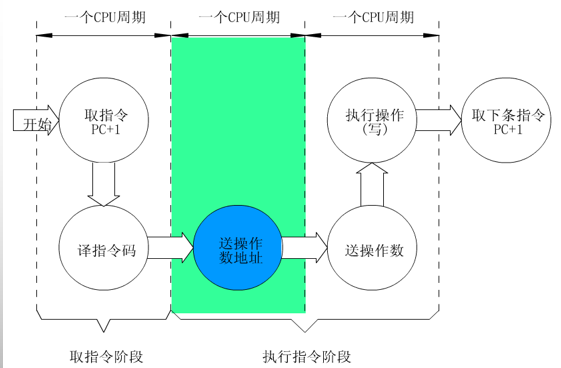 一个CPU周期
一个CPU周期
一个CPU周期
开始
取指令
PC+1
执行操作
(写)
取下条指令
PC+1
译指令码
送操作
数地址
送操作数
取指令阶段
执行指令阶段